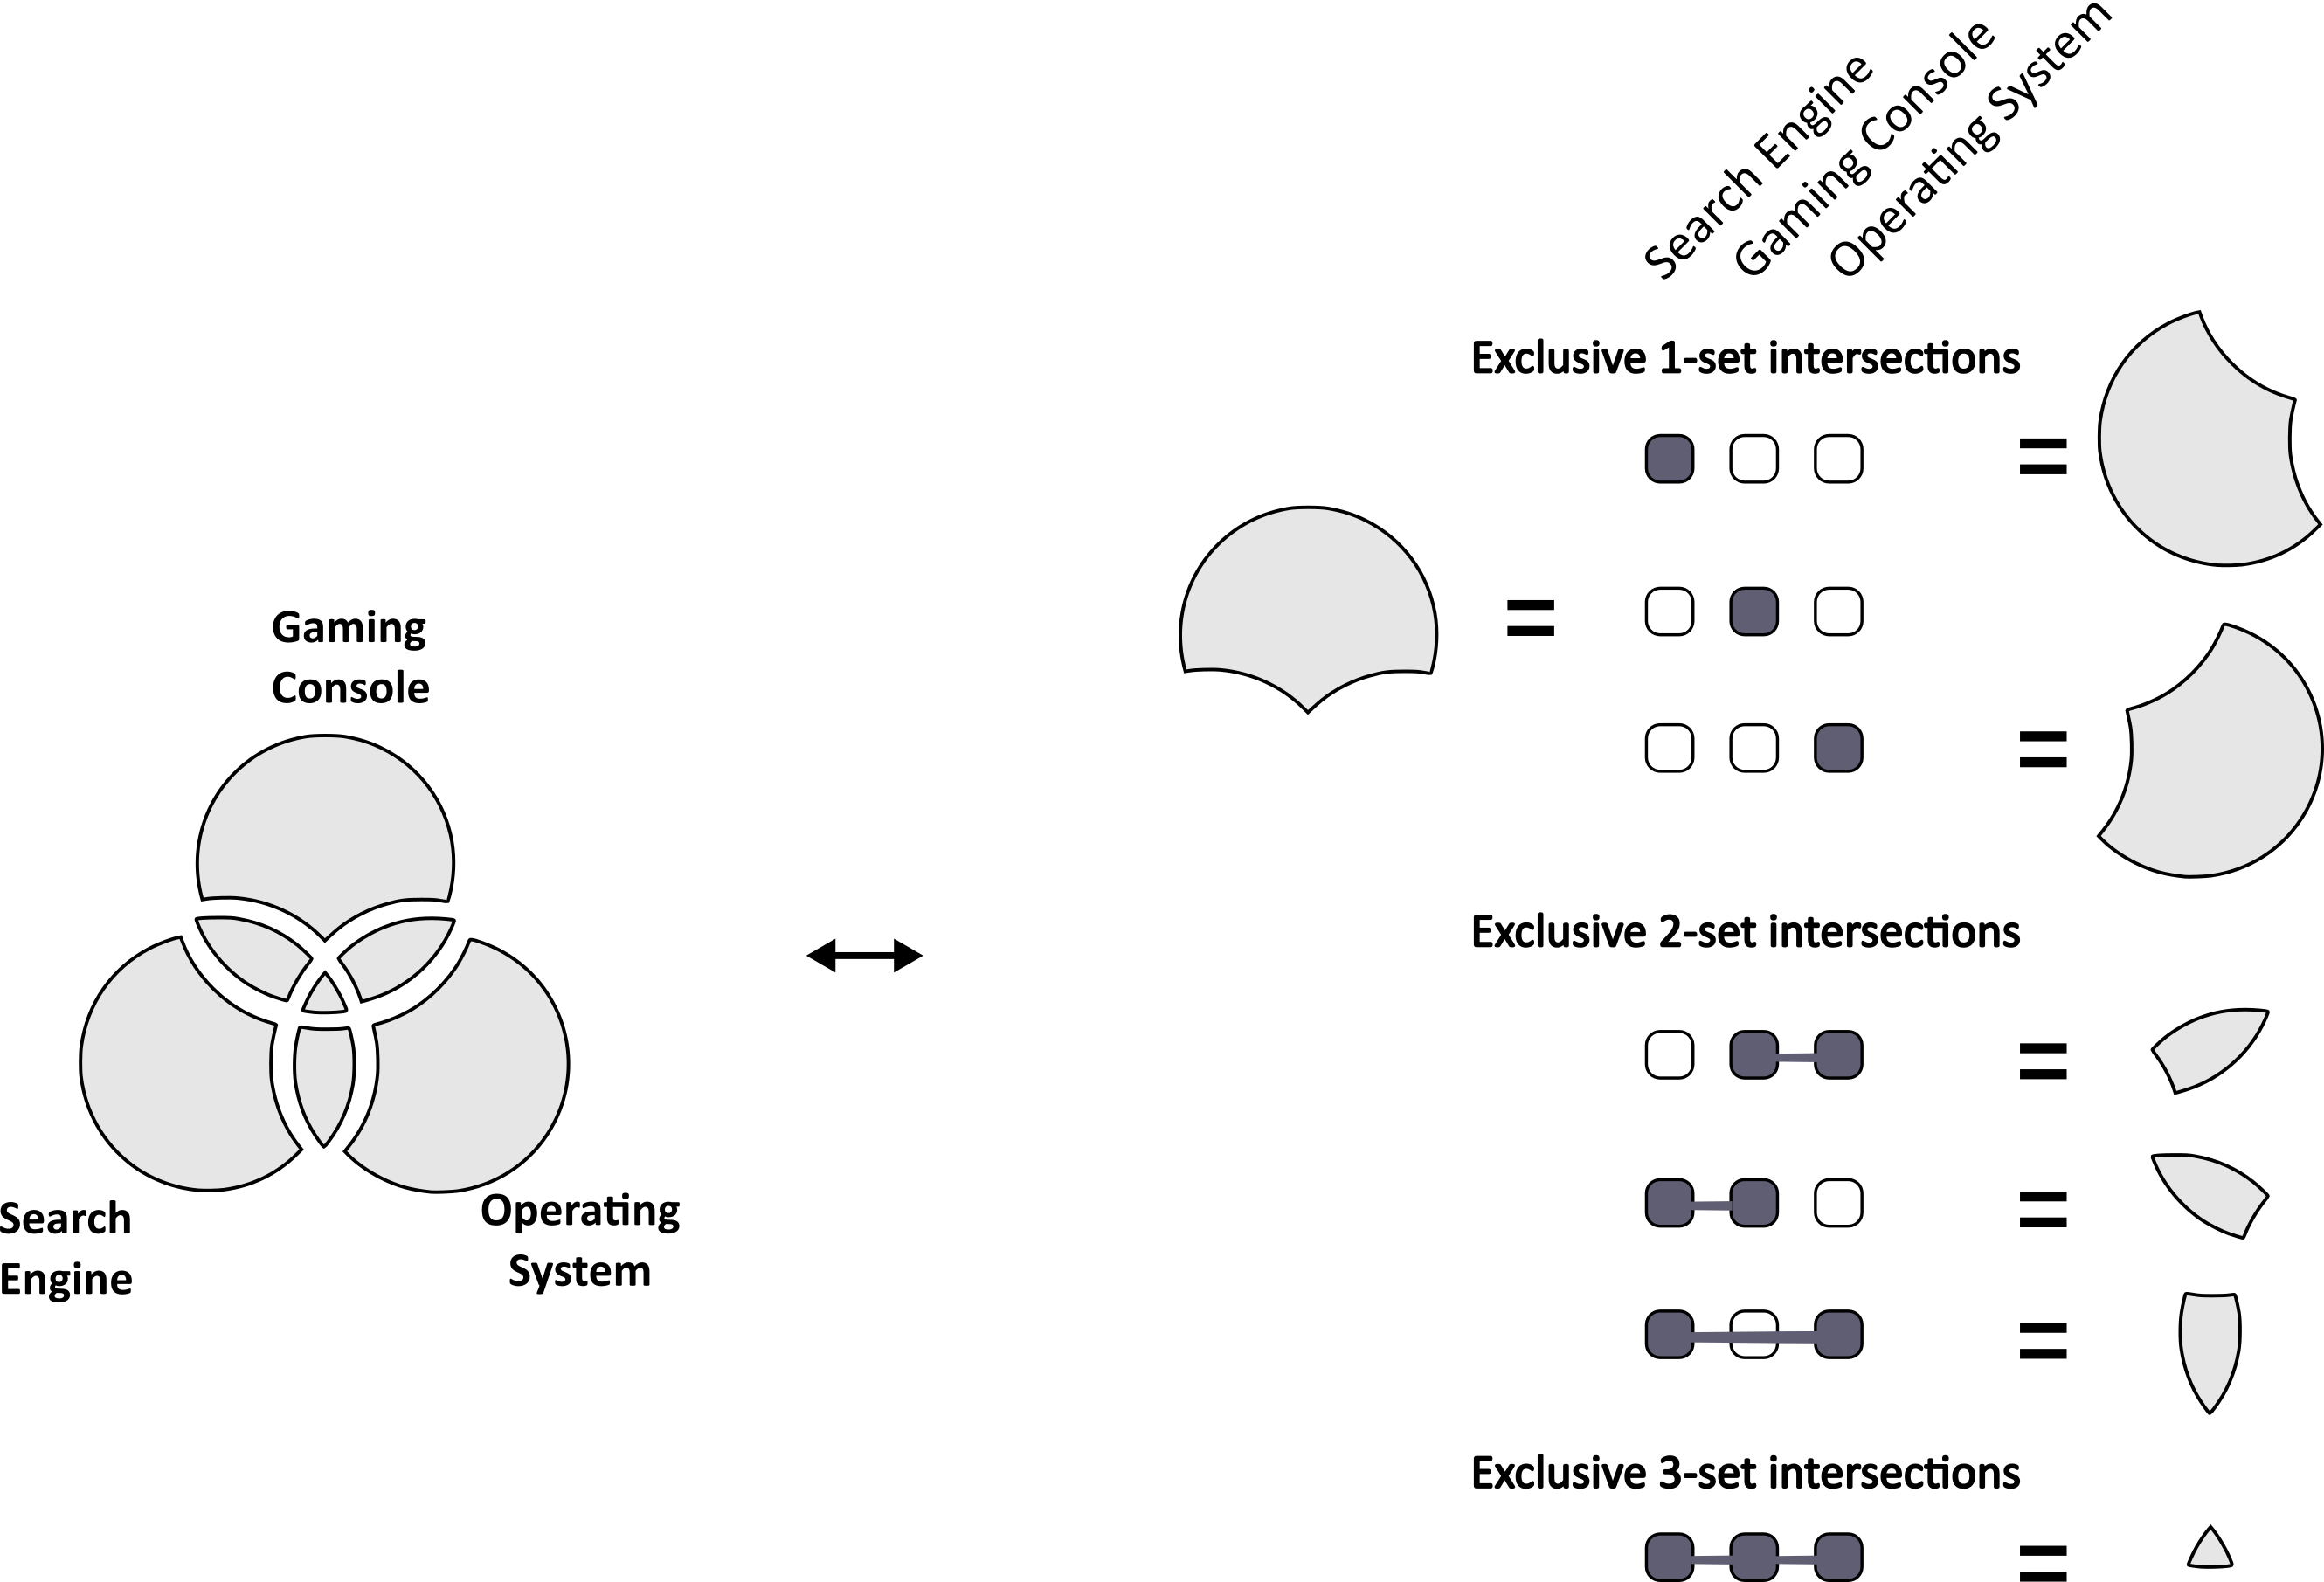 Search Engine
Gaming Console
Operating System
Exclusive 1-set intersections
Gaming
Console
Exclusive 2-set intersections
Search
Engine
Operating
System
Exclusive 3-set intersections